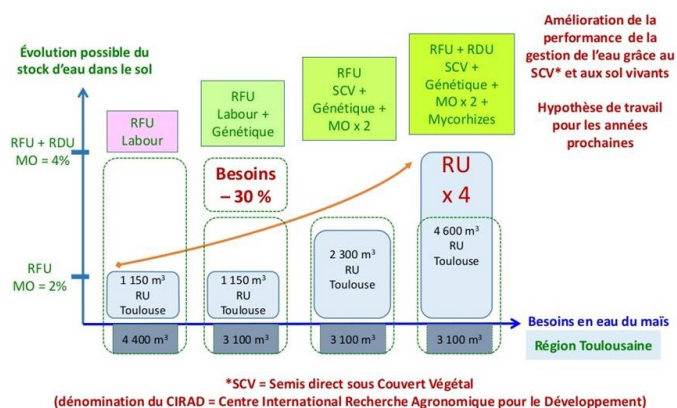 Évolution possible du
stock d'eau dans le sol
RFU
Labour
RFU
Labour +
Génétique
RFU
SCV +
Génétique +
MO x 2
RFU + RDU
SCV +
Génétique +
MO x 2 +
Mycorhizes
Amélioration de la
performance de la
gestion de l'eau grâce au
SCV* et aux sol vivants
Hypothèse de travail
pour les années
prochaines
RFU + RDU
MO = 4%
Besoins
– 30 %
RU
x 4
RFU
MO = 2%
1 150 m³
RU
Toulouse
1 150 m³
RU
Toulouse
2 300 m³
RU
Toulouse
4 600 m³
RU
Toulouse
4 400 m³
3 100 m³
3 100 m³
3 100 m³
Besoins en eau du maïs
Région Toulousaine
*SCV = Semis direct sous Couvert Végétal
(dénomination du CIRAD = Centre International Recherche Agronomique pour le Développement)